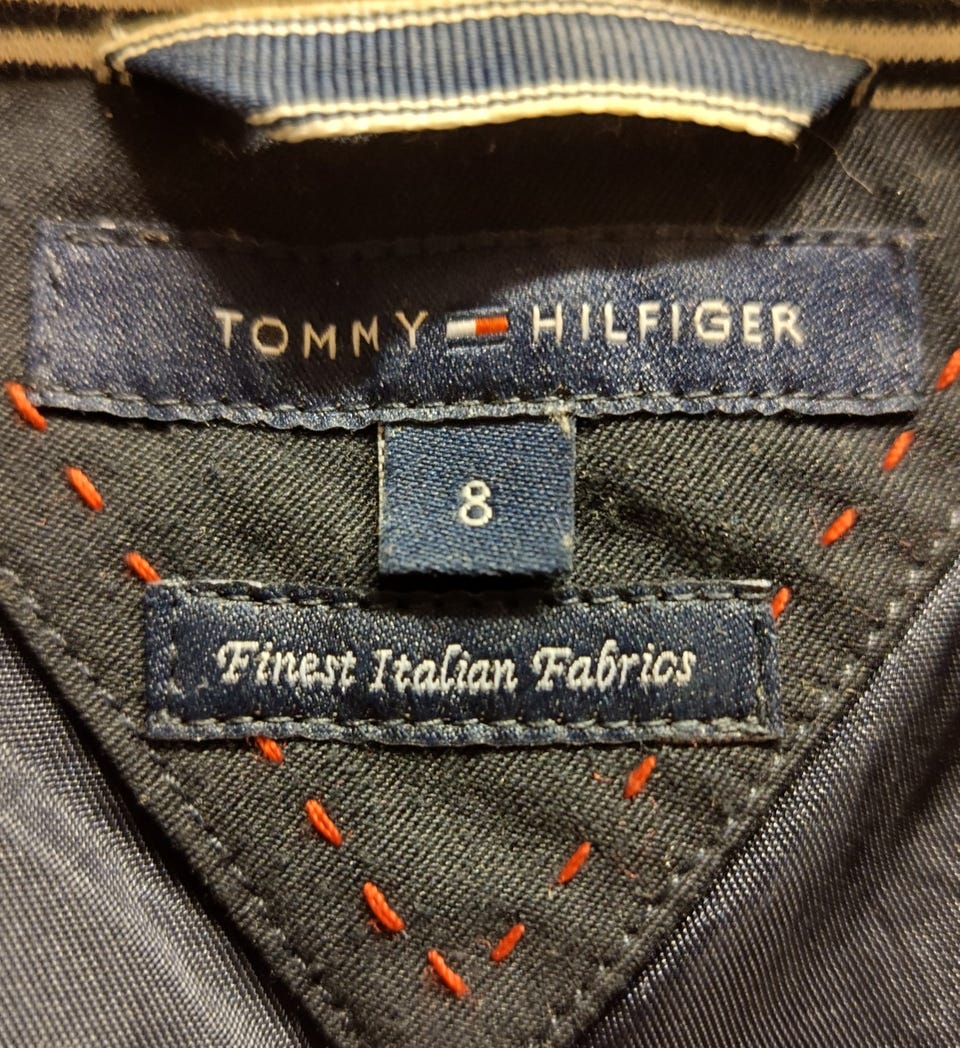 TOMMY HILFIGER
8
Finest Italian Fabrics